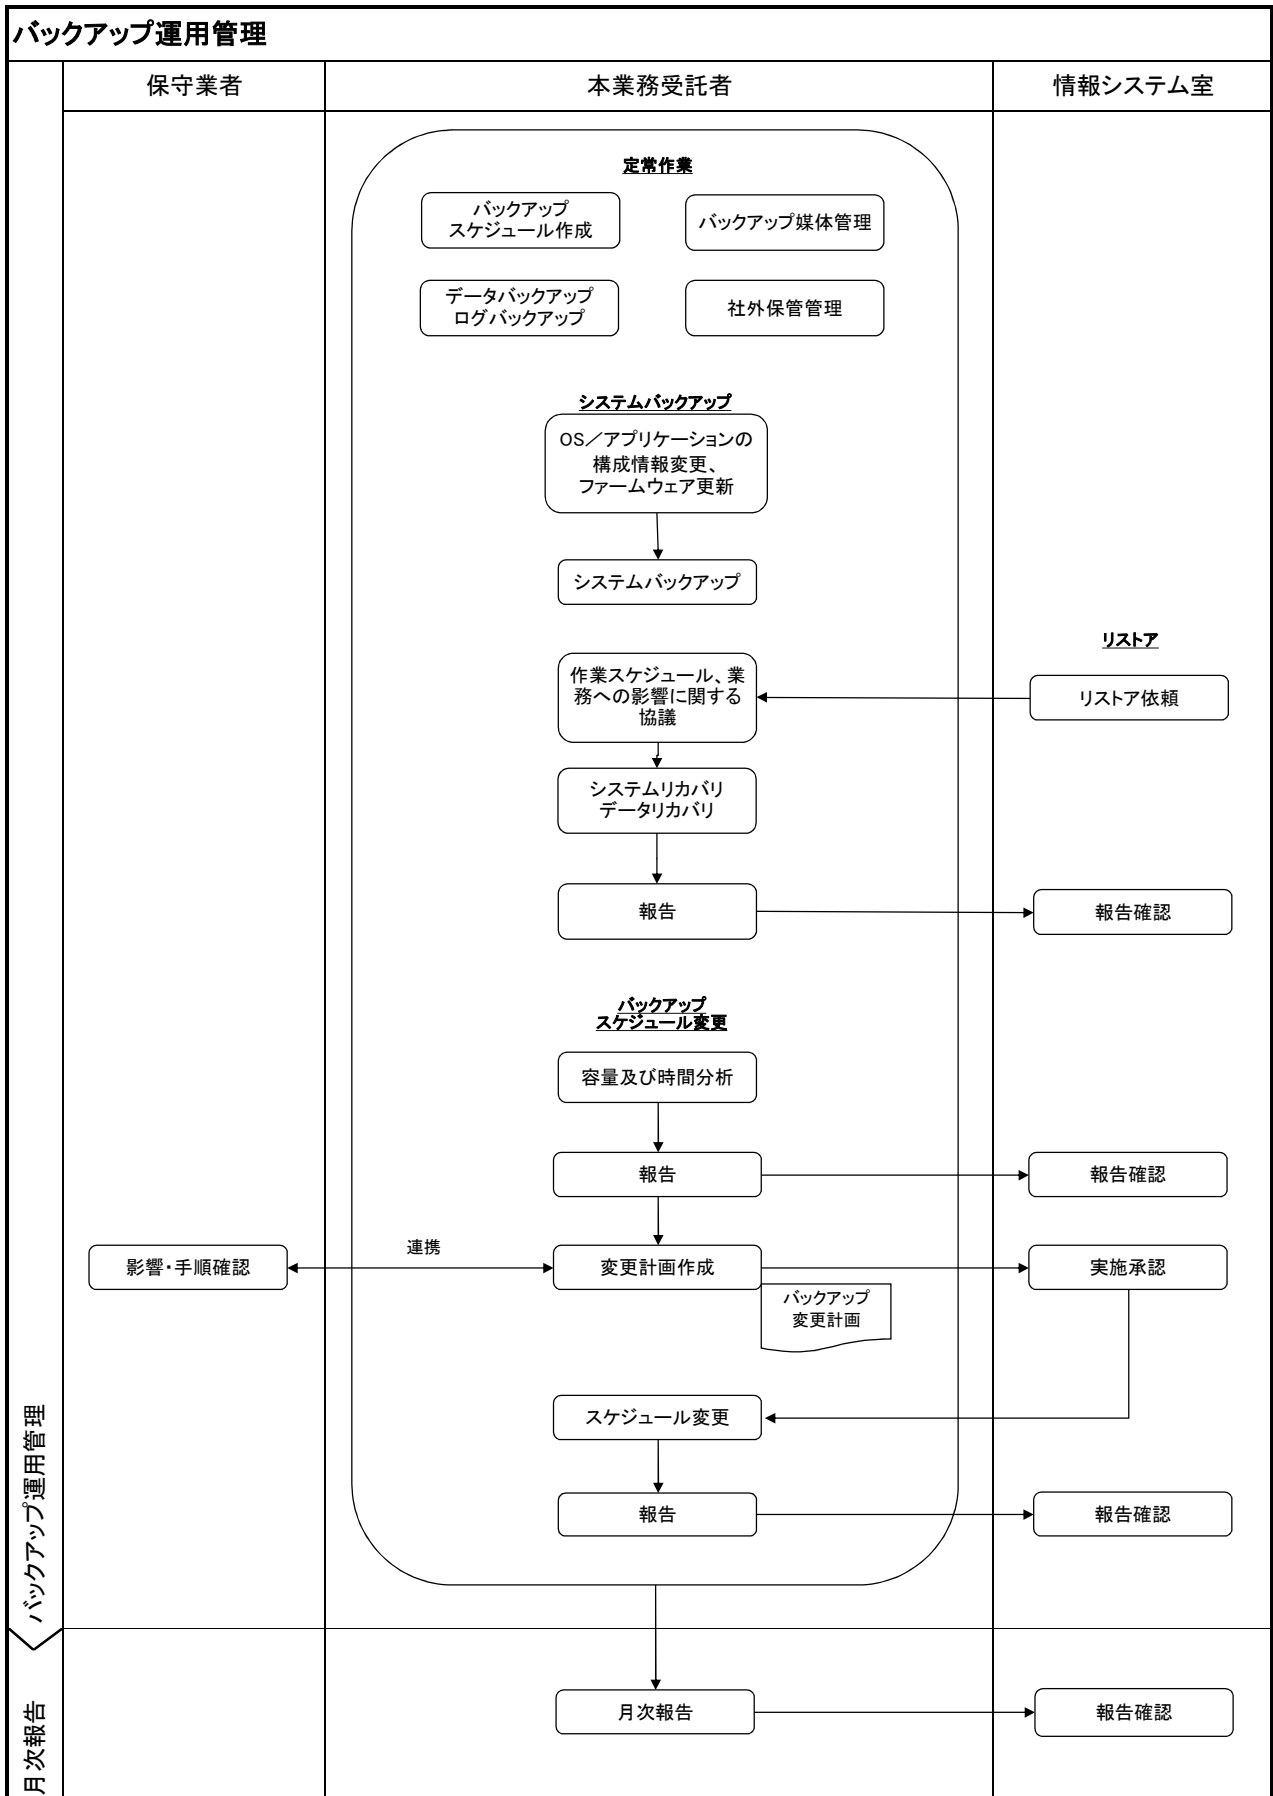 バックアップ運用管理
保守業者
本業務受託者
情報システム室
定常作業
バックアップ
スケジュール作成
バックアップ媒体管理
データバックアップ
ログバックアップ
社外保管管理
システムバックアップ
OS／アプリケーションの
構成情報変更、
ファームウェア更新
システムバックアップ
リストア
作業スケジュール、業
務への影響に関する
協議
リストア依頼
システムリカバリ
データリカバリ
報告
報告確認
バックアップ
スケジュール変更
容量及び時間分析
報告
報告確認
影響・手順確認
連携
変更計画作成
実施承認
バックアップ
変更計画
スケジュール変更
報告
報告確認
バックアップ運用管理
月次報告
報告確認
月次報告